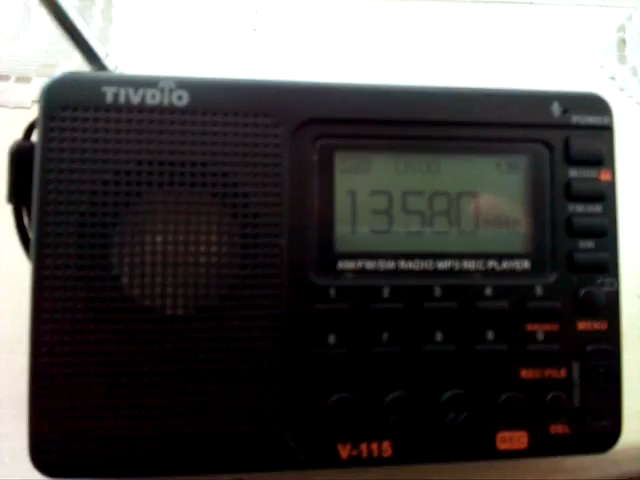 TIVDIO
POWER
13580
AM/FM/SW RADIO/MP3 REC PLAYER
1 2 3 4 5
MENU
6 7 8 9 0
REC FILE
VOLUME
DEL
V-115
REC